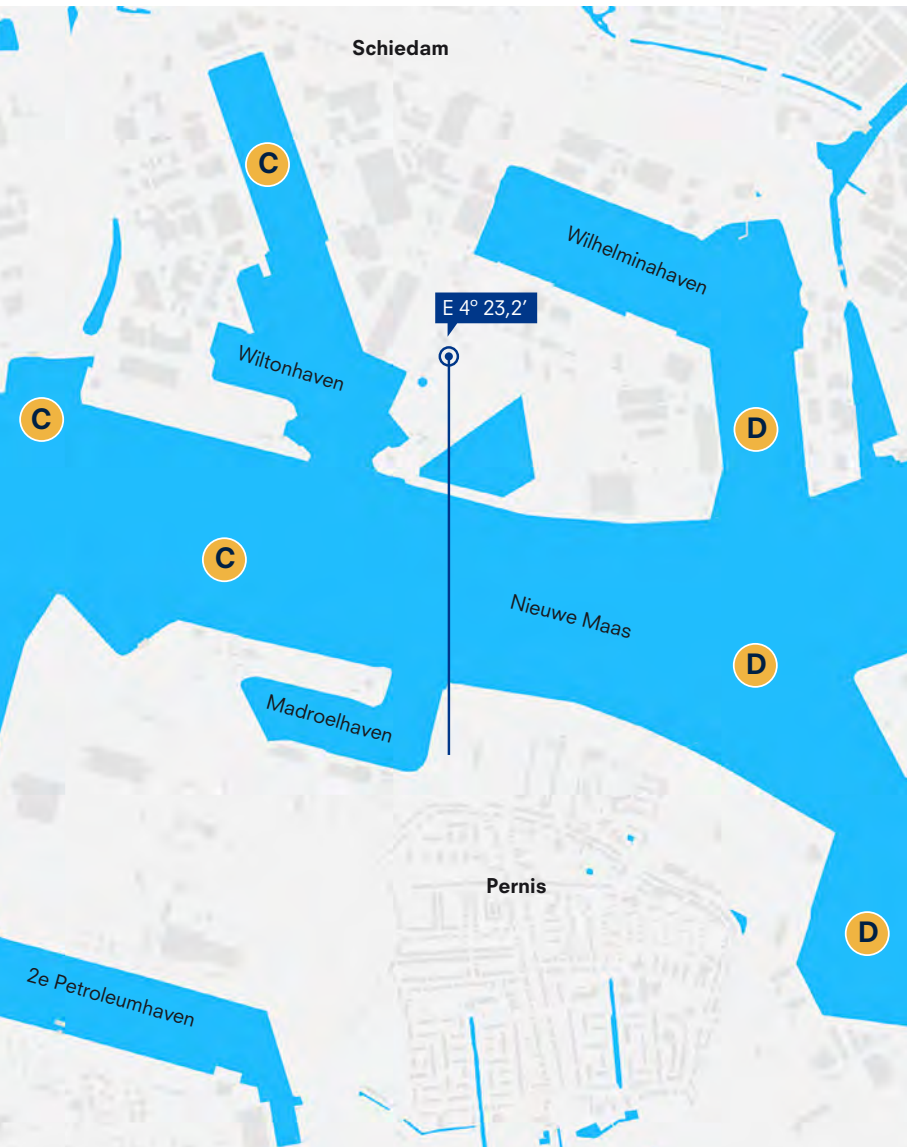 Schiedam
C
Wilhelminahaven
E 4° 23,2’
Wiltonhaven
C
D
C
Nieuwe Maas
D
Madroelhaven
Pernis
D
2e Petroleumhaven